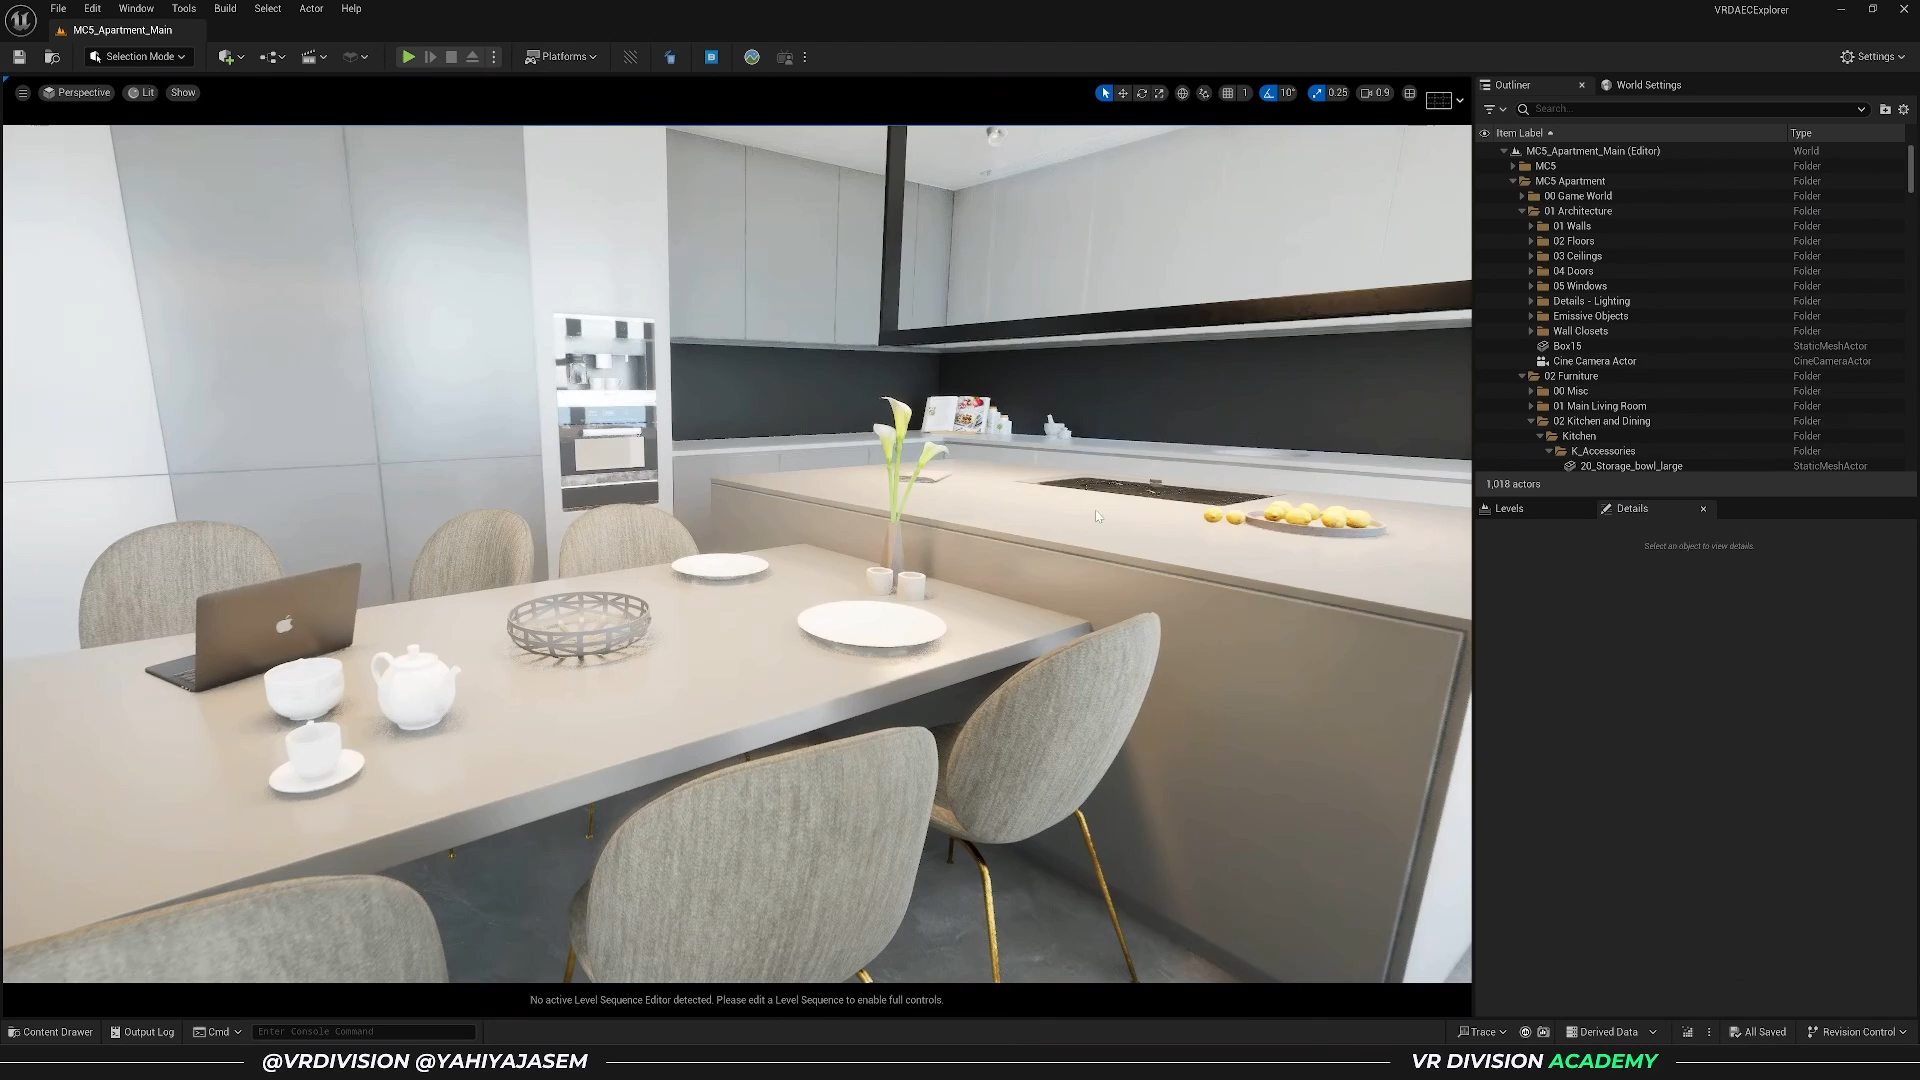 File Edit Window Tools Build Select Actor Help
VRDAECExplorer
MC5_Apartment_Main
Selection Mode
Platforms
Settings
Perspective Lit Show
1 10° 0.25 0.9
Outliner World Settings
Search...
Item Label Type
MC5_Apartment_Main (Editor) World
MC5 Folder
MC5 Apartment Folder
00 Game World Folder
01 Architecture Folder
01 Walls Folder
02 Floors Folder
03 Ceilings Folder
04 Doors Folder
05 Windows Folder
Details - Lighting Folder
Emissive Objects Folder
Wall Closets Folder
Box15 StaticMeshActor
Cine Camera Actor CineCameraActor
02 Furniture Folder
00 Misc Folder
01 Main Living Room Folder
02 Kitchen and Dining Folder
Kitchen Folder
K_Accessories Folder
20_Storage_bowl_large StaticMeshActor
1,018 actors
Levels Details
Select an object to view details.
No active Level Sequence Editor detected. Please edit a Level Sequence to enable full controls.
Content Drawer Output Log Cmd Enter Console Command
Trace Derived Data All Saved Revision Control
@VRDIVISION @YAHIYAJASEM
VR DIVISION ACADEMY